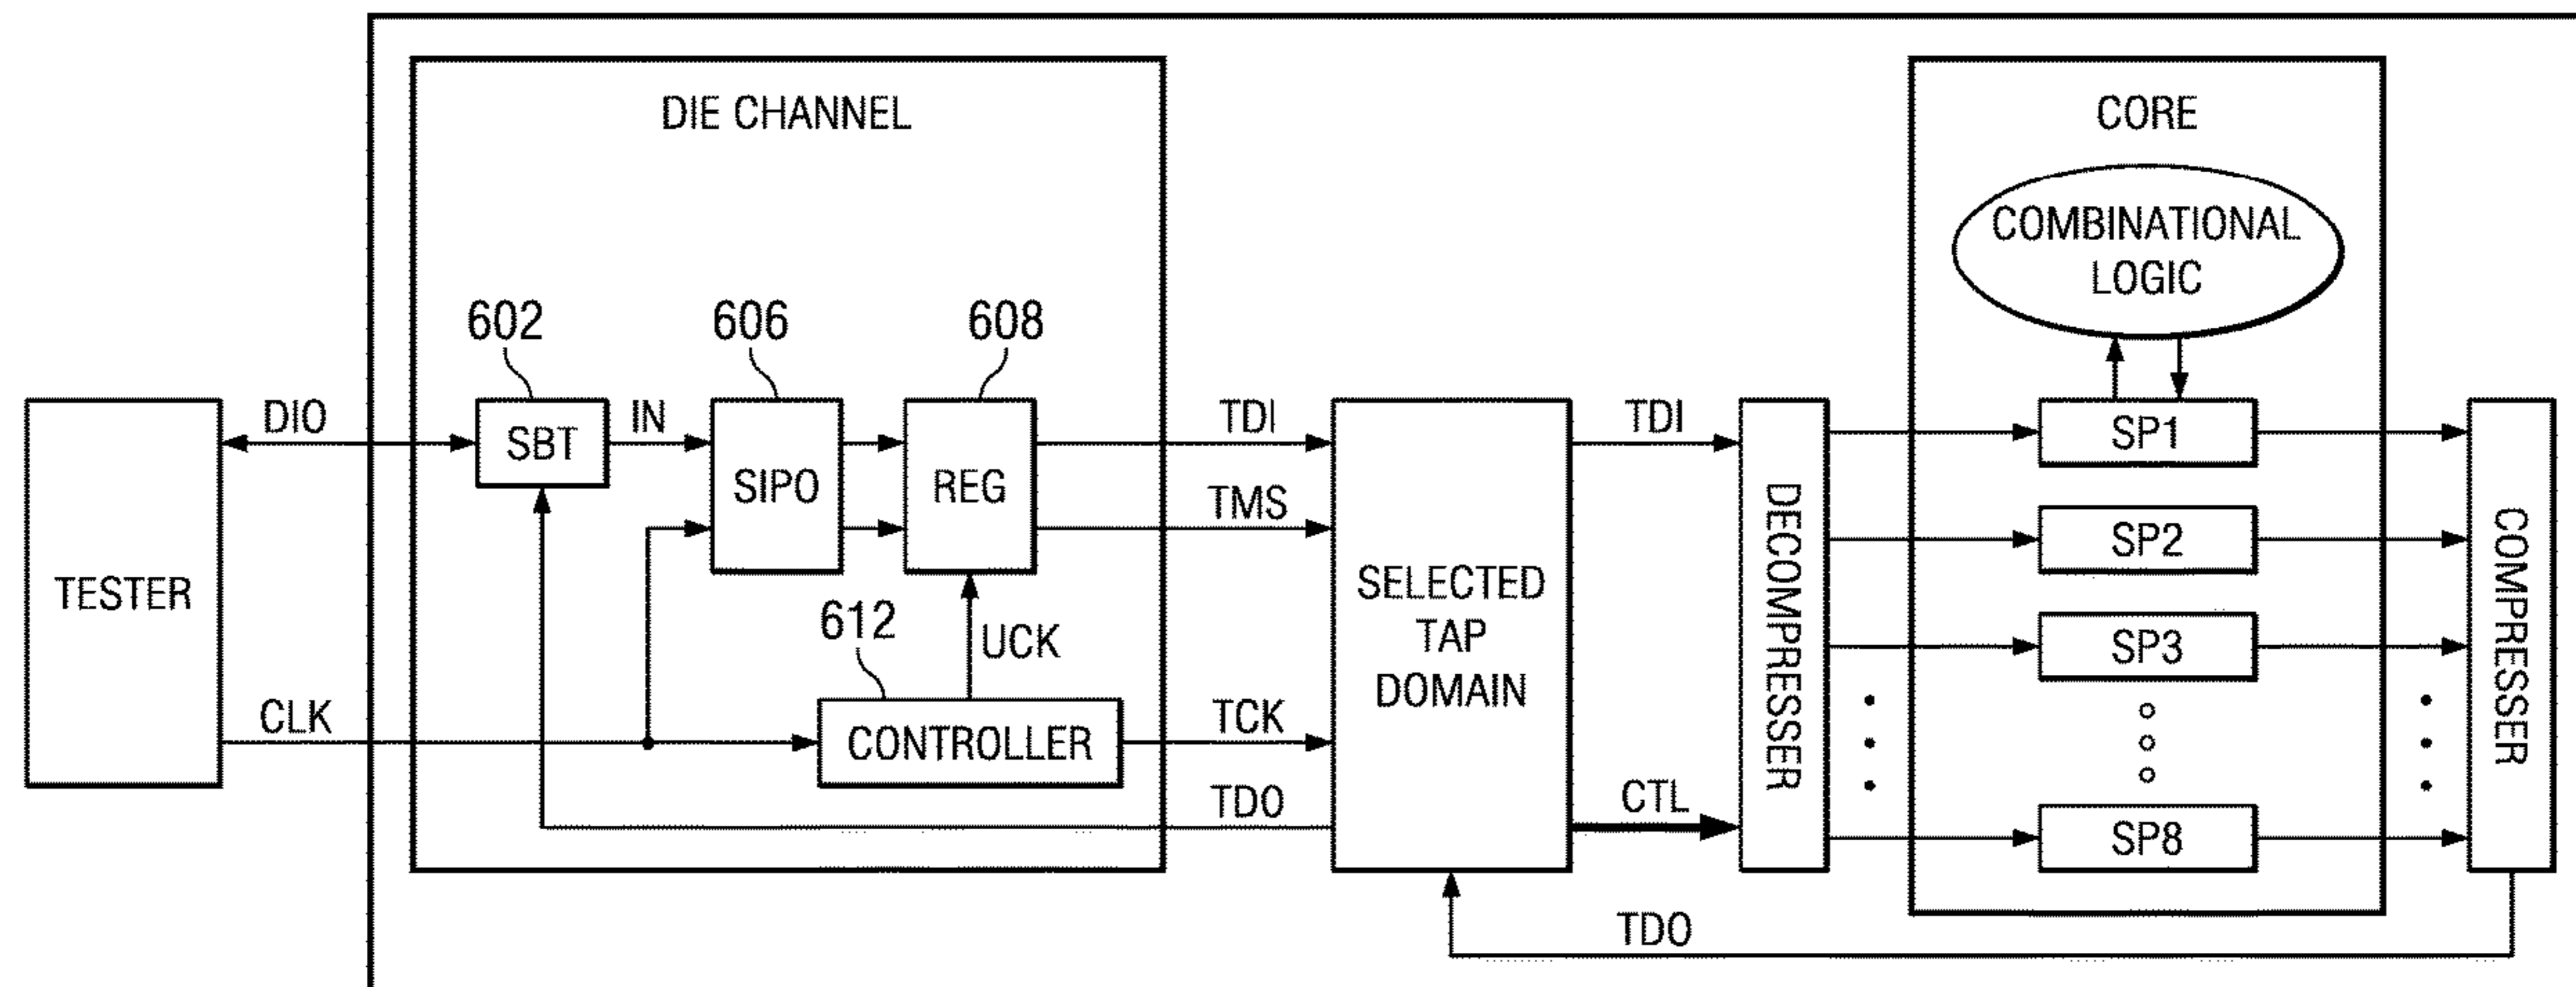 DIE CHANNEL
CORE
COMBINATIONAL
LOGIC
602
606
608
DIO
SBT
IN
SIPO
REG
TDI
TMS
TDI
SP1
SP2
SP3
SP8
TESTER
612
UCK
SELECTED
TAP
DOMAIN
DECOMPRESSER
COMPRESSER
CLK
CONTROLLER
TCK
TDO
CTL
TDO